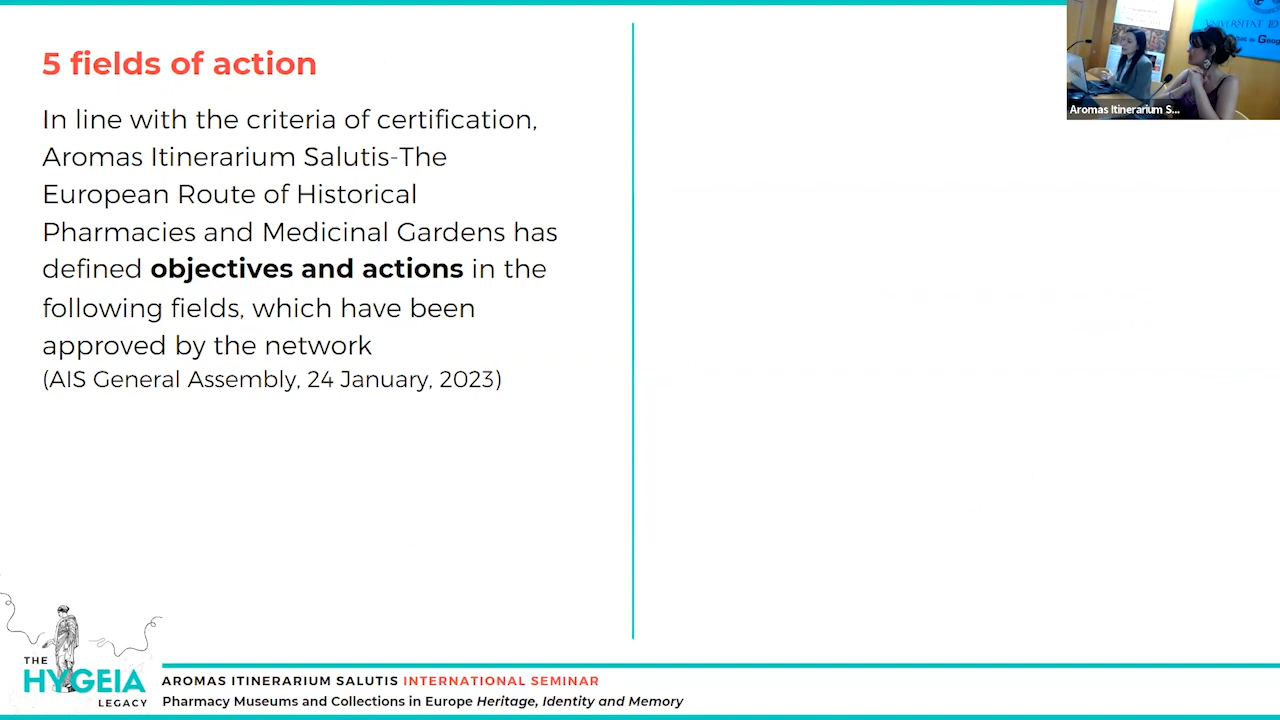 5 fields of action
In line with the criteria of certification,
Aromas Itinerarium Salutis-The
European Route of Historical
Pharmacies and Medicinal Gardens has
defined objectives and actions in the
following fields, which have been
approved by the network
(AIS General Assembly, 24 January, 2023)
Aromas Itinerarium S...
THE
HYGEIA
LEGACY
AROMAS ITINERARIUM SALUTIS INTERNATIONAL SEMINAR
Pharmacy Museums and Collections in Europe Heritage, Identity and Memory